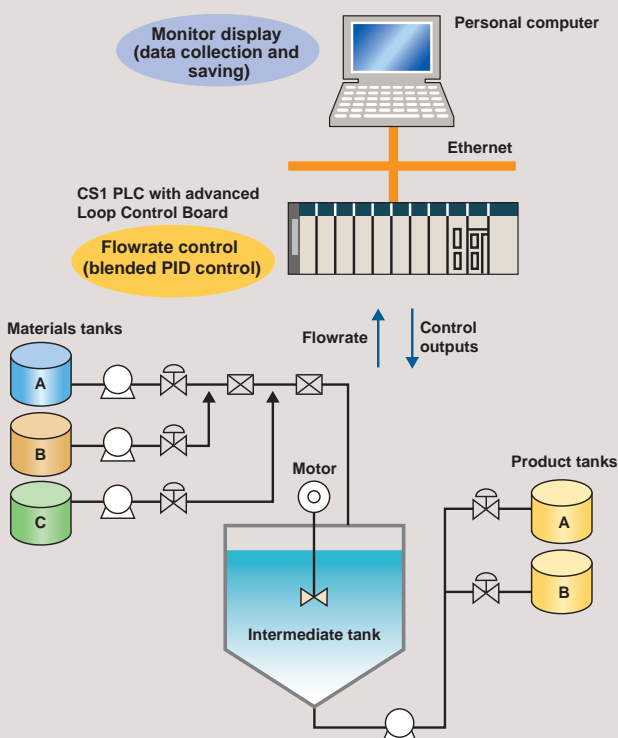 Monitor display
(data collection and
saving)
Personal computer
Ethernet
CS1 PLC with advanced
Loop Control Board
Flowrate control
(blended PID control)
Flowrate
Control
outputs
Materials tanks
A
B
C
Motor
Product tanks
A
B
Intermediate tank